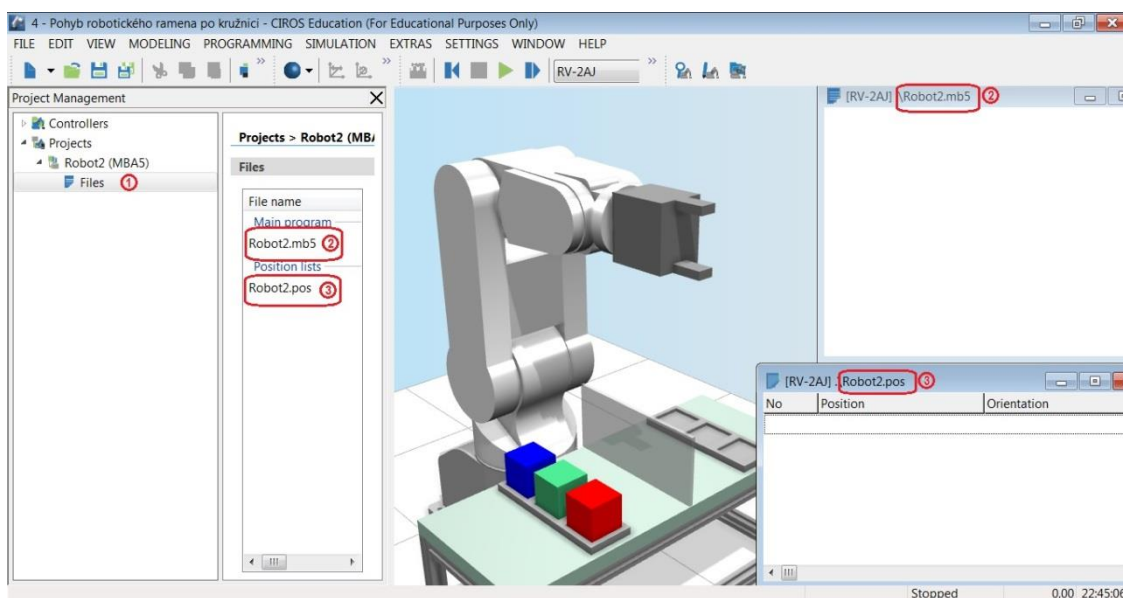 4 - Pohyb robotického ramena po kružnici - CIROS Education (For Educational Purposes Only)
FILE EDIT VIEW MODELING PROGRAMMING SIMULATION EXTRAS SETTINGS WINDOW HELP
RV-2AJ
Project Management
Controllers
Projects
Robot2 (MBA5)
Files 1
Projects > Robot2 (MBA
Files
File name
Main program
Robot2.mb5 2
Position lists
Robot2.pos 3
[RV-2AJ] .\Robot2.mb5 2
[RV-2AJ] .\Robot2.pos 3
No Position Orientation
Stopped 0.00 22:45:06